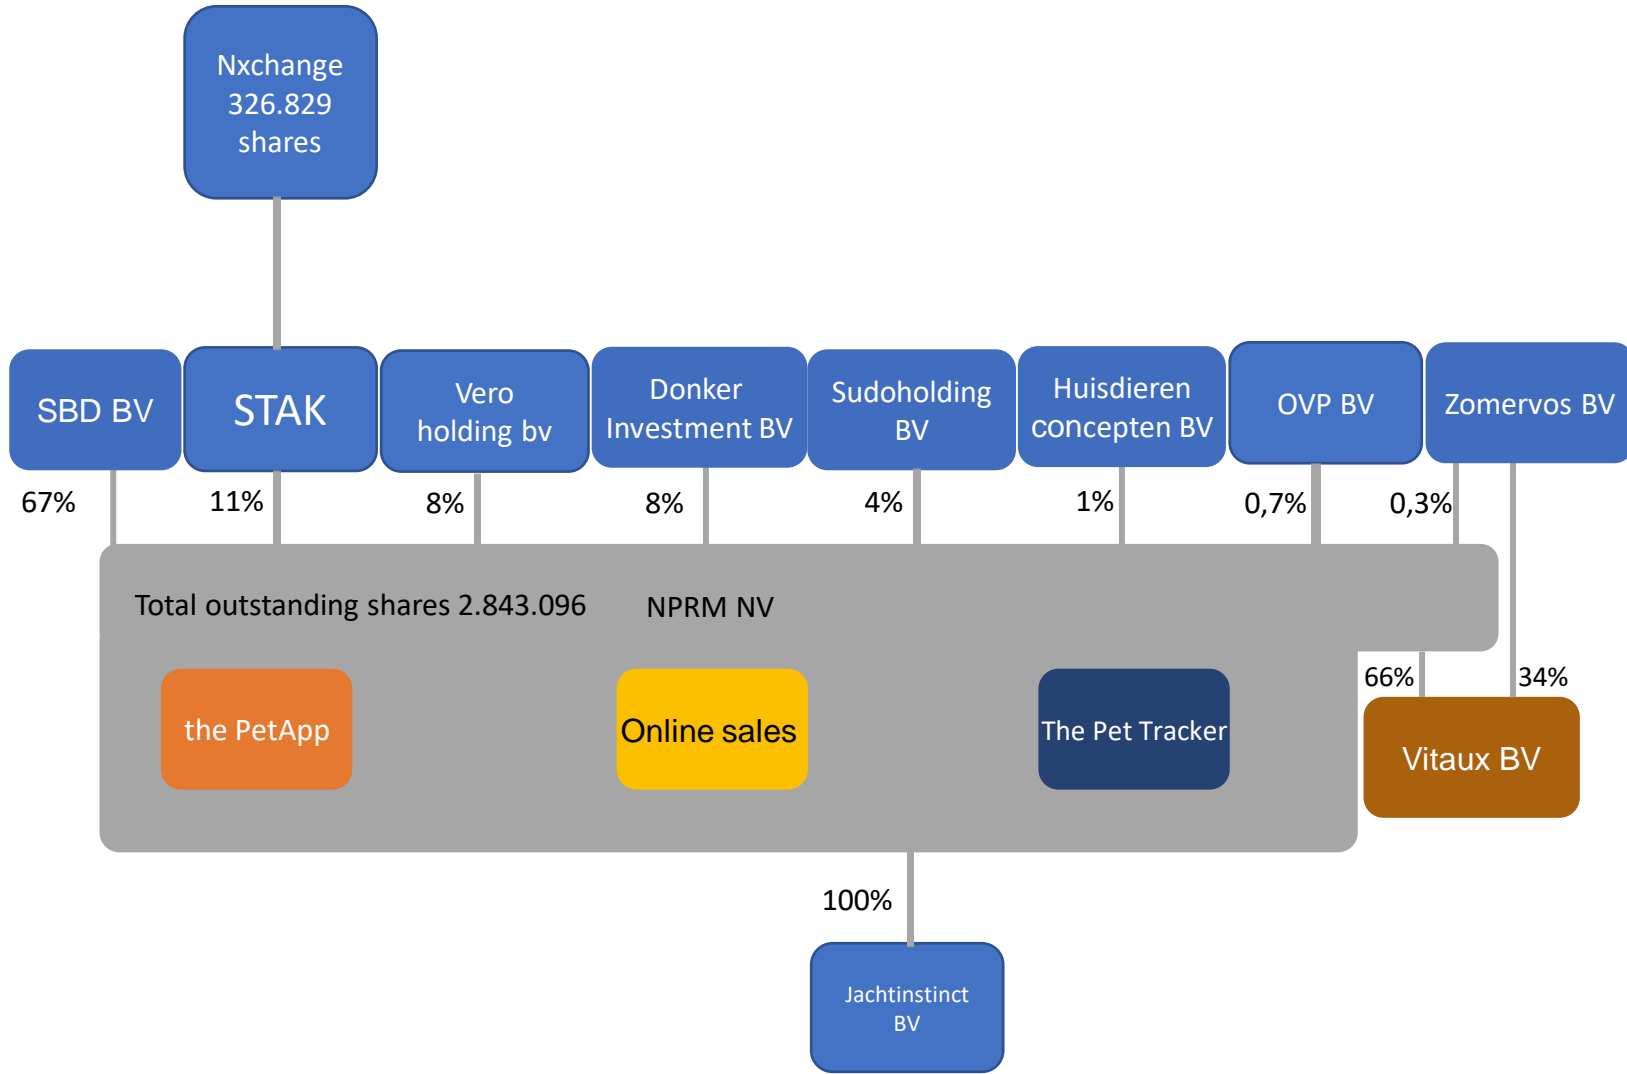 Nxchange
326.829
shares
SBD BV
STAK
Vero
holding bv
Donker
Investment BV
Sudoholding
BV
Huisdieren
concepten BV
OVP BV
Zomervos BV
67%
11%
8%
8%
4%
1%
0,7%
0,3%
Total outstanding shares 2.843.096
NPRM NV
66%
34%
the PetApp
Online sales
The Pet Tracker
Vitaux BV
100%
Jachtinstinct
BV